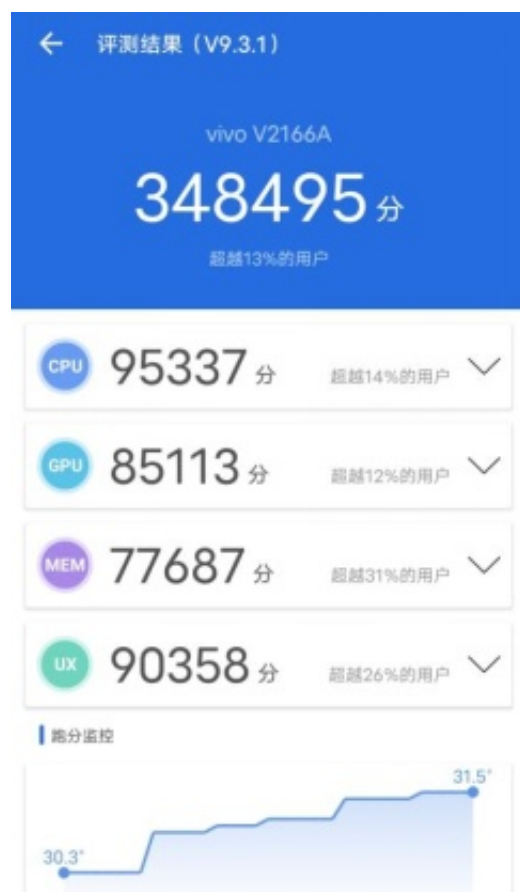 评测结果（V9.3.1）
vivo V2166A
348495分
超越13%的用户
CPU 95337分 超越14%的用户
GPU 85113分 超越12%的用户
MEM 77687分 超越31%的用户
UX 90358分 超越26%的用户
跑分监控
31.5°
30.3°